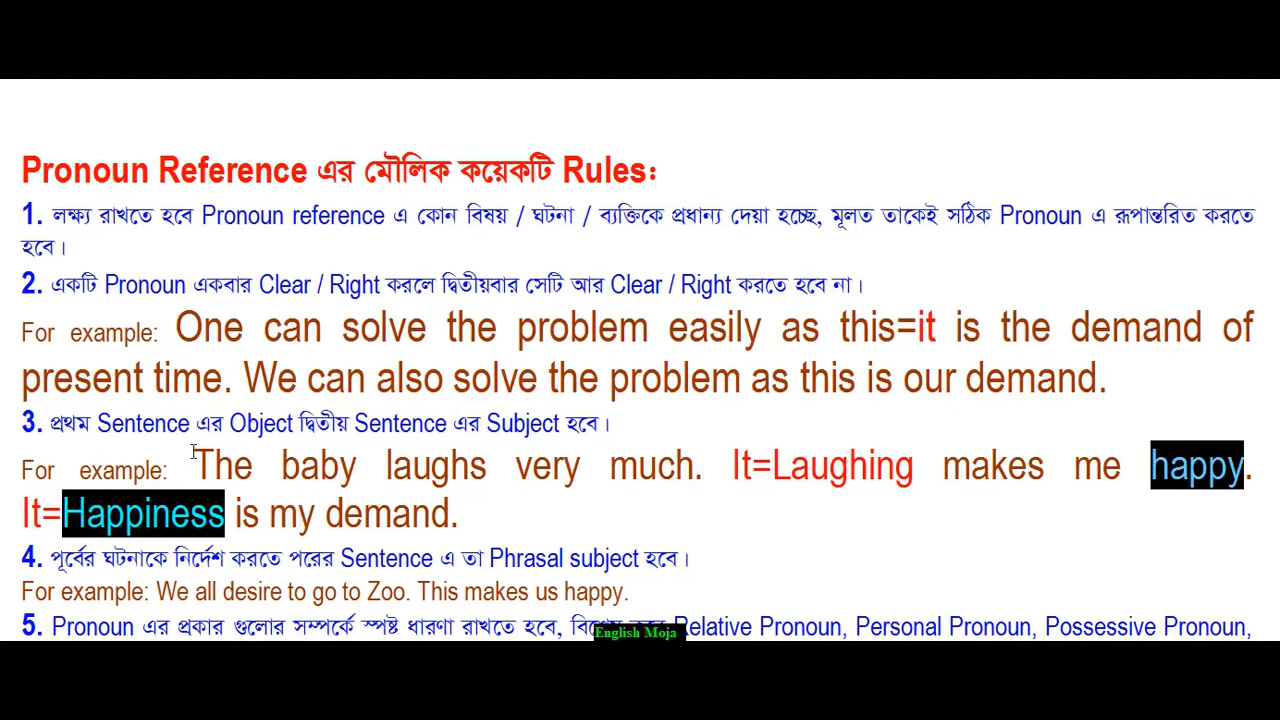 Pronoun Reference এর মৌলিক কয়েকটি Rules:
1. লক্ষ্য রাখতে হবে Pronoun reference এ কোন বিষয় / ঘটনা / ব্যক্তিকে প্রধান্য দেয়া হচ্ছে, মূলত তাকেই সঠিক Pronoun এ রূপান্তরিত করতে
হবে।
2. একটি Pronoun একবার Clear / Right করলে দ্বিতীয়বার সেটি আর Clear / Right করতে হবে না।
For example: One can solve the problem easily as this=it is the demand of
present time. We can also solve the problem as this is our demand.
3. প্রথম Sentence এর Object দ্বিতীয় Sentence এর Subject হবে।
For example: The baby laughs very much. It=Laughing makes me happy.
It=Happiness is my demand.
4. পূর্বের ঘটনাকে নির্দেশ করতে পরের Sentence এ তা Phrasal subject হবে।
For example: We all desire to go to Zoo. This makes us happy.
5. Pronoun এর প্রকার গুলোর সম্পর্কে স্পষ্ট ধারণা রাখতে হবে, Relative Pronoun, Personal Pronoun, Possessive Pronoun,
English Moja